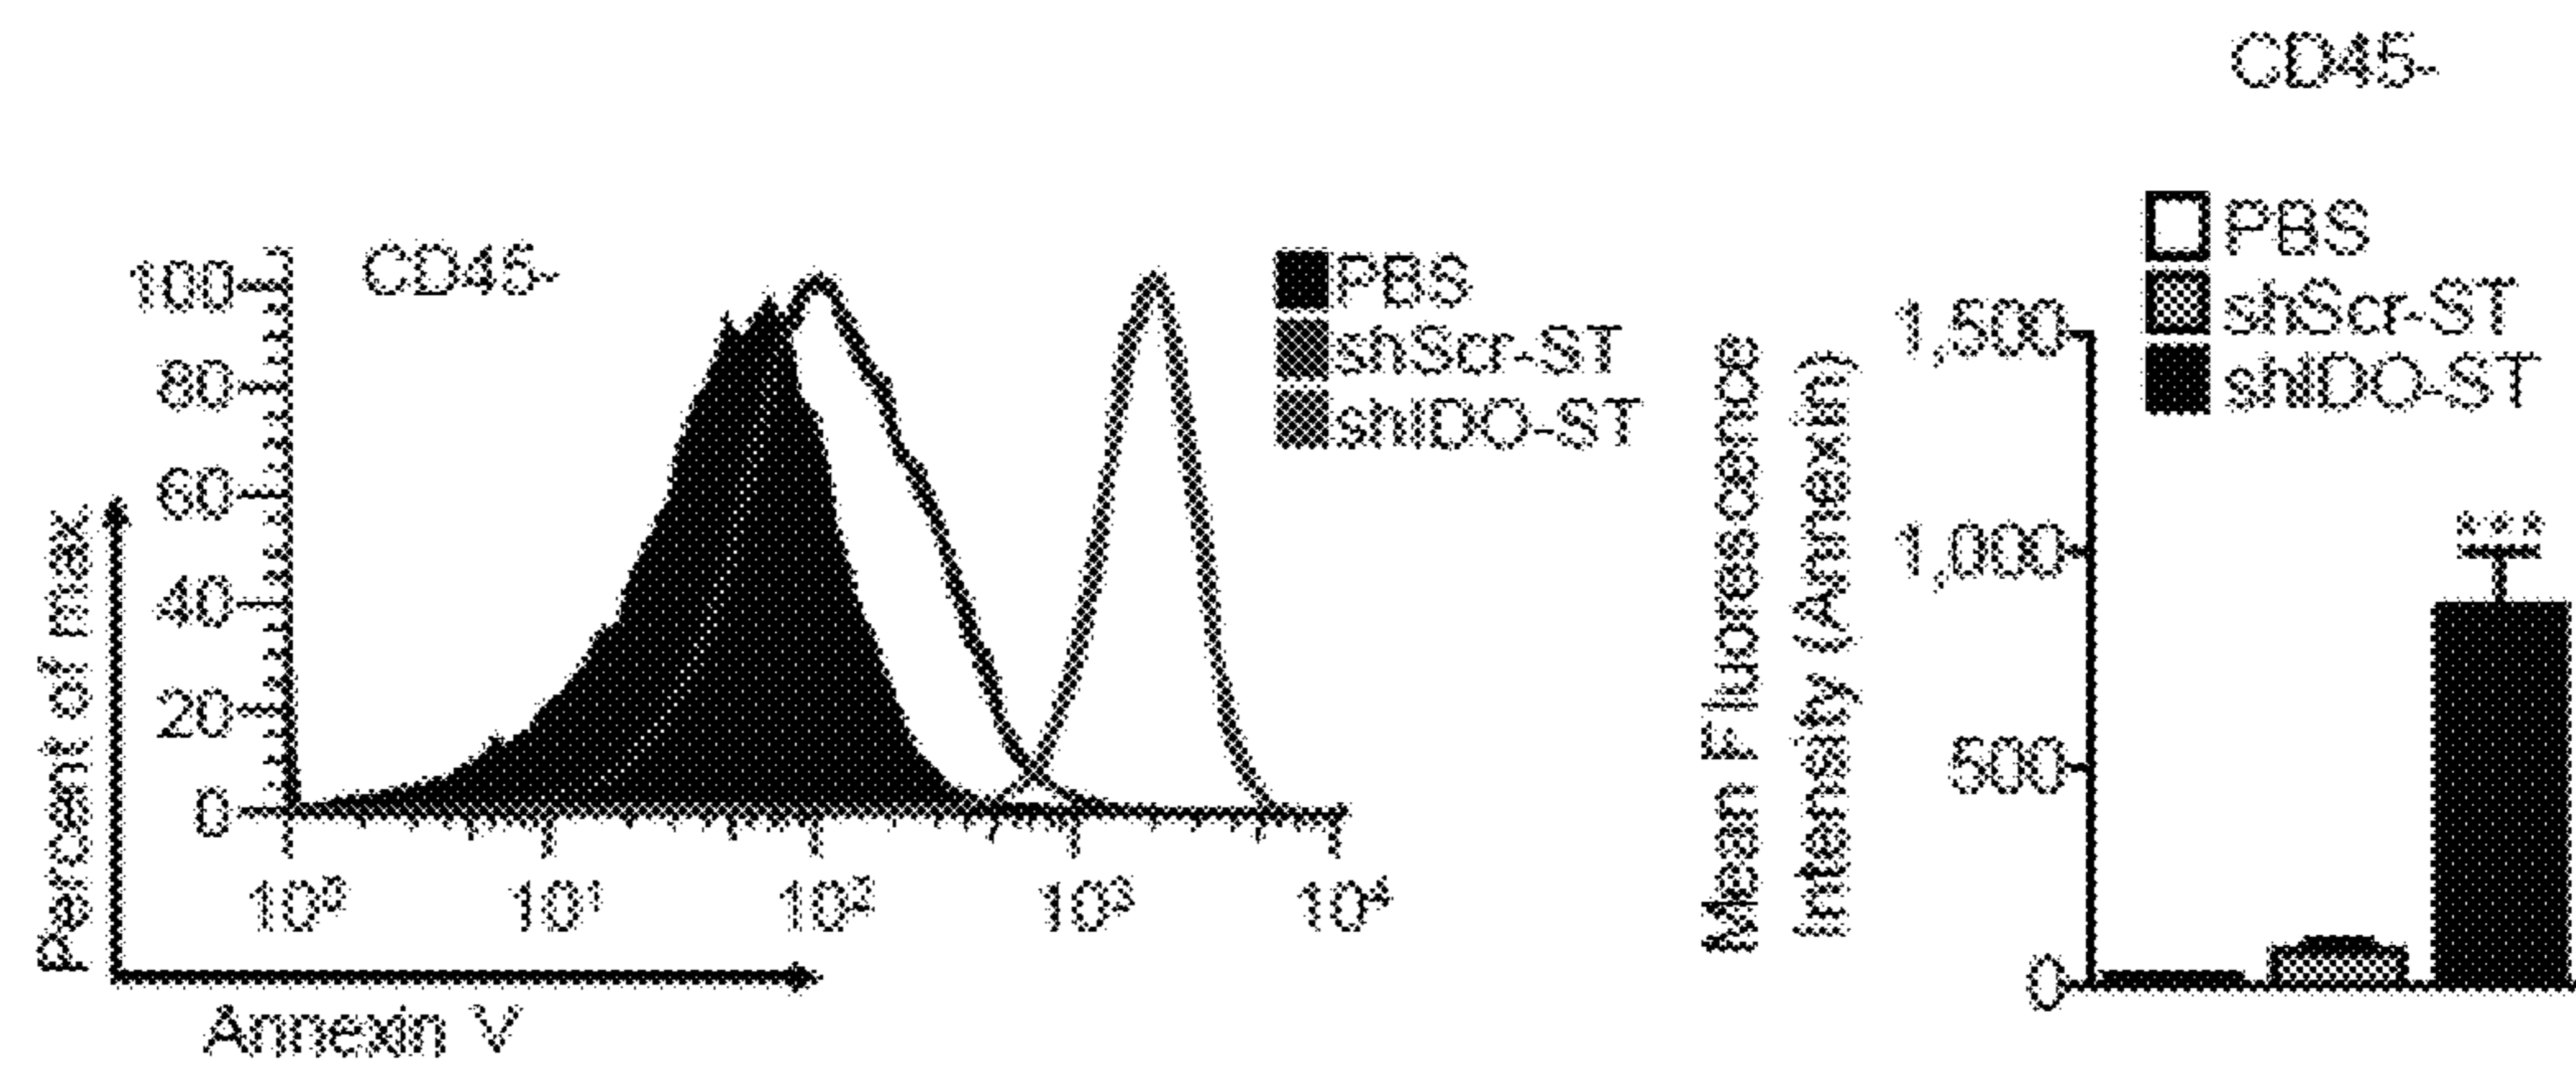 CD45-
PBS
shScr-ST
shIDO-ST
100
80
60
40
20
0
Percent of max
10⁰
10¹
10²
10³
10⁴
Annexin V
CD45-
PBS
shScr-ST
shIDO-ST
Mean Fluorescence
Intensity (Annexin)
1,500
1,000
500
0
***